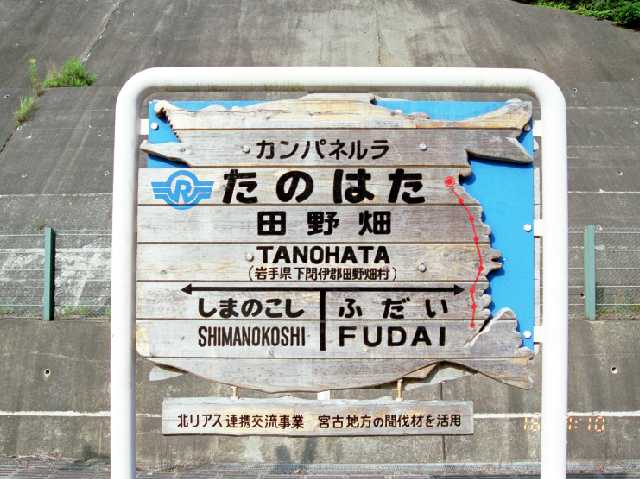 カンパネルラ
たのはた
田野畑
TANOHATA
(岩手県下閉伊郡田野畑村)
しまのこし ふだい
SHIMANOKOSHI FUDAI
北リアス連携交流事業 宮古地方の間伐材を活用